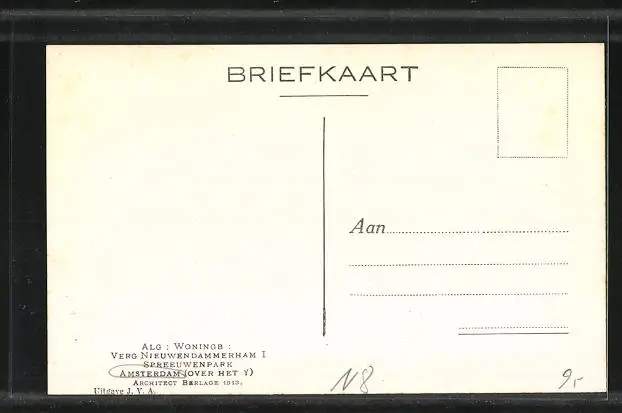 BRIEFKAART
Aan
ALG : WONINGB :
VERG NIEUWENDAMMERHAM I
SPREEUWENPARK
AMSTERDAM (OVER HET Y)
ARCHITECT BERLAGE 1913.
Uitgave J. V. A.
N8
9,-